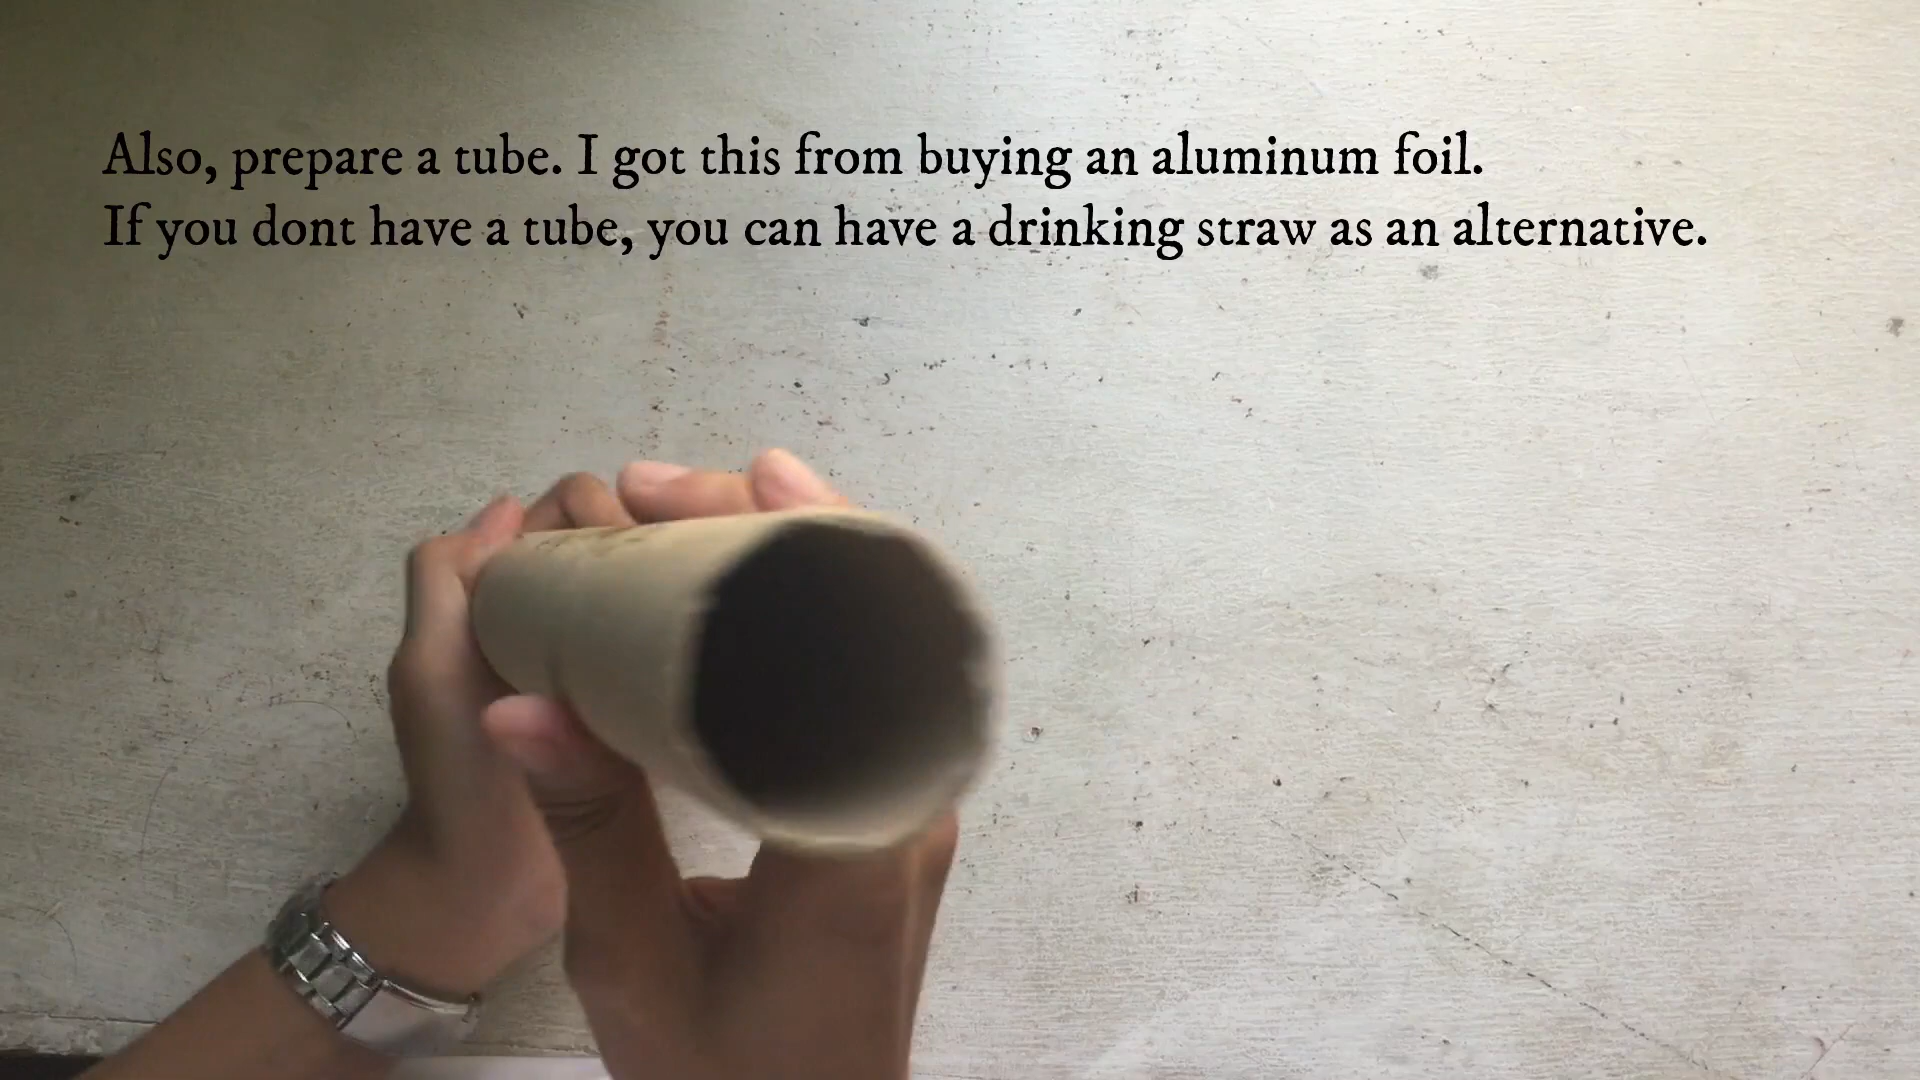 Also, prepare a tube. I got this from buying an aluminum foil.
If you dont have a tube, you can have a drinking straw as an alternative.